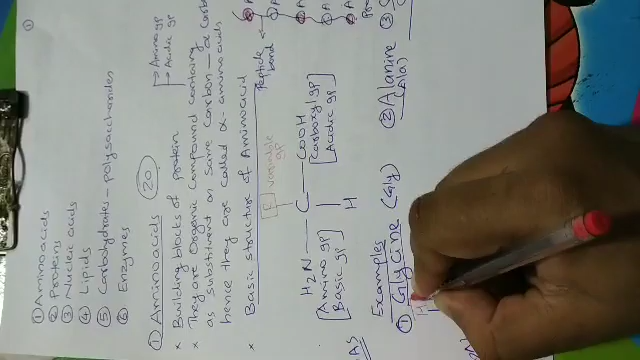 ① Aminoacids
② Proteins
③ Nucleic acids
④ Lipids
⑤ Carbohydrates - polysaccharides
⑥ Enzymes
① Aminoacids (20)
Amino gp
Acidic gp
× Building blocks of protein
× They are Organic compound containing
as substituent on same carbon - α
hence they are called α-aminoacids
× Basic structure of Aminoacid
R variable
gp
H2N — C — COOH
H
[Amino gp] [Carboxyl gp]
Basic gp] [Acidic gp]
Peptide
bond
Examples
① Glycine (Gly) ② Alanine ③
(Ala)